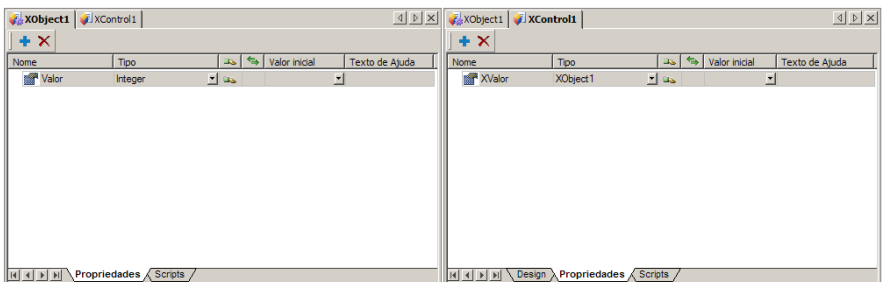 XObject1 XControl1
Nome Tipo Valor inicial Texto de Ajuda
Valor Integer
Propriedades Scripts
XObject1 XControl1
Nome Tipo Valor inicial Texto de Ajuda
XValor XObject1
Design Propriedades Scripts